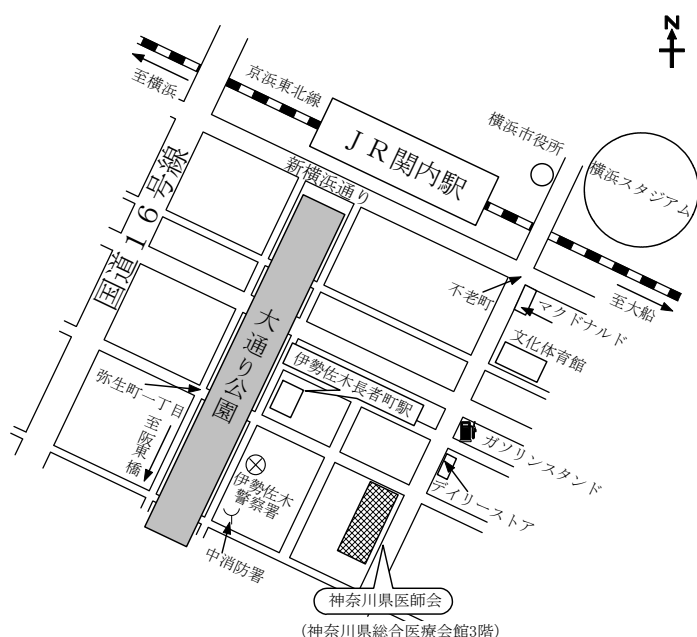 N
京浜東北線
至横浜
横浜市役所
JR関内駅
横浜スタジアム
新横浜通り
国道16号線
不老町
至大船
マクドナルド
文化体育館
大通り公園
伊勢佐木長者町駅
弥生町一丁目
至阪東
橋
ガソリンスタンド
伊勢佐木
警察署
デイリーストア
中消防署
神奈川県医師会
(神奈川県総合医療会館3階)